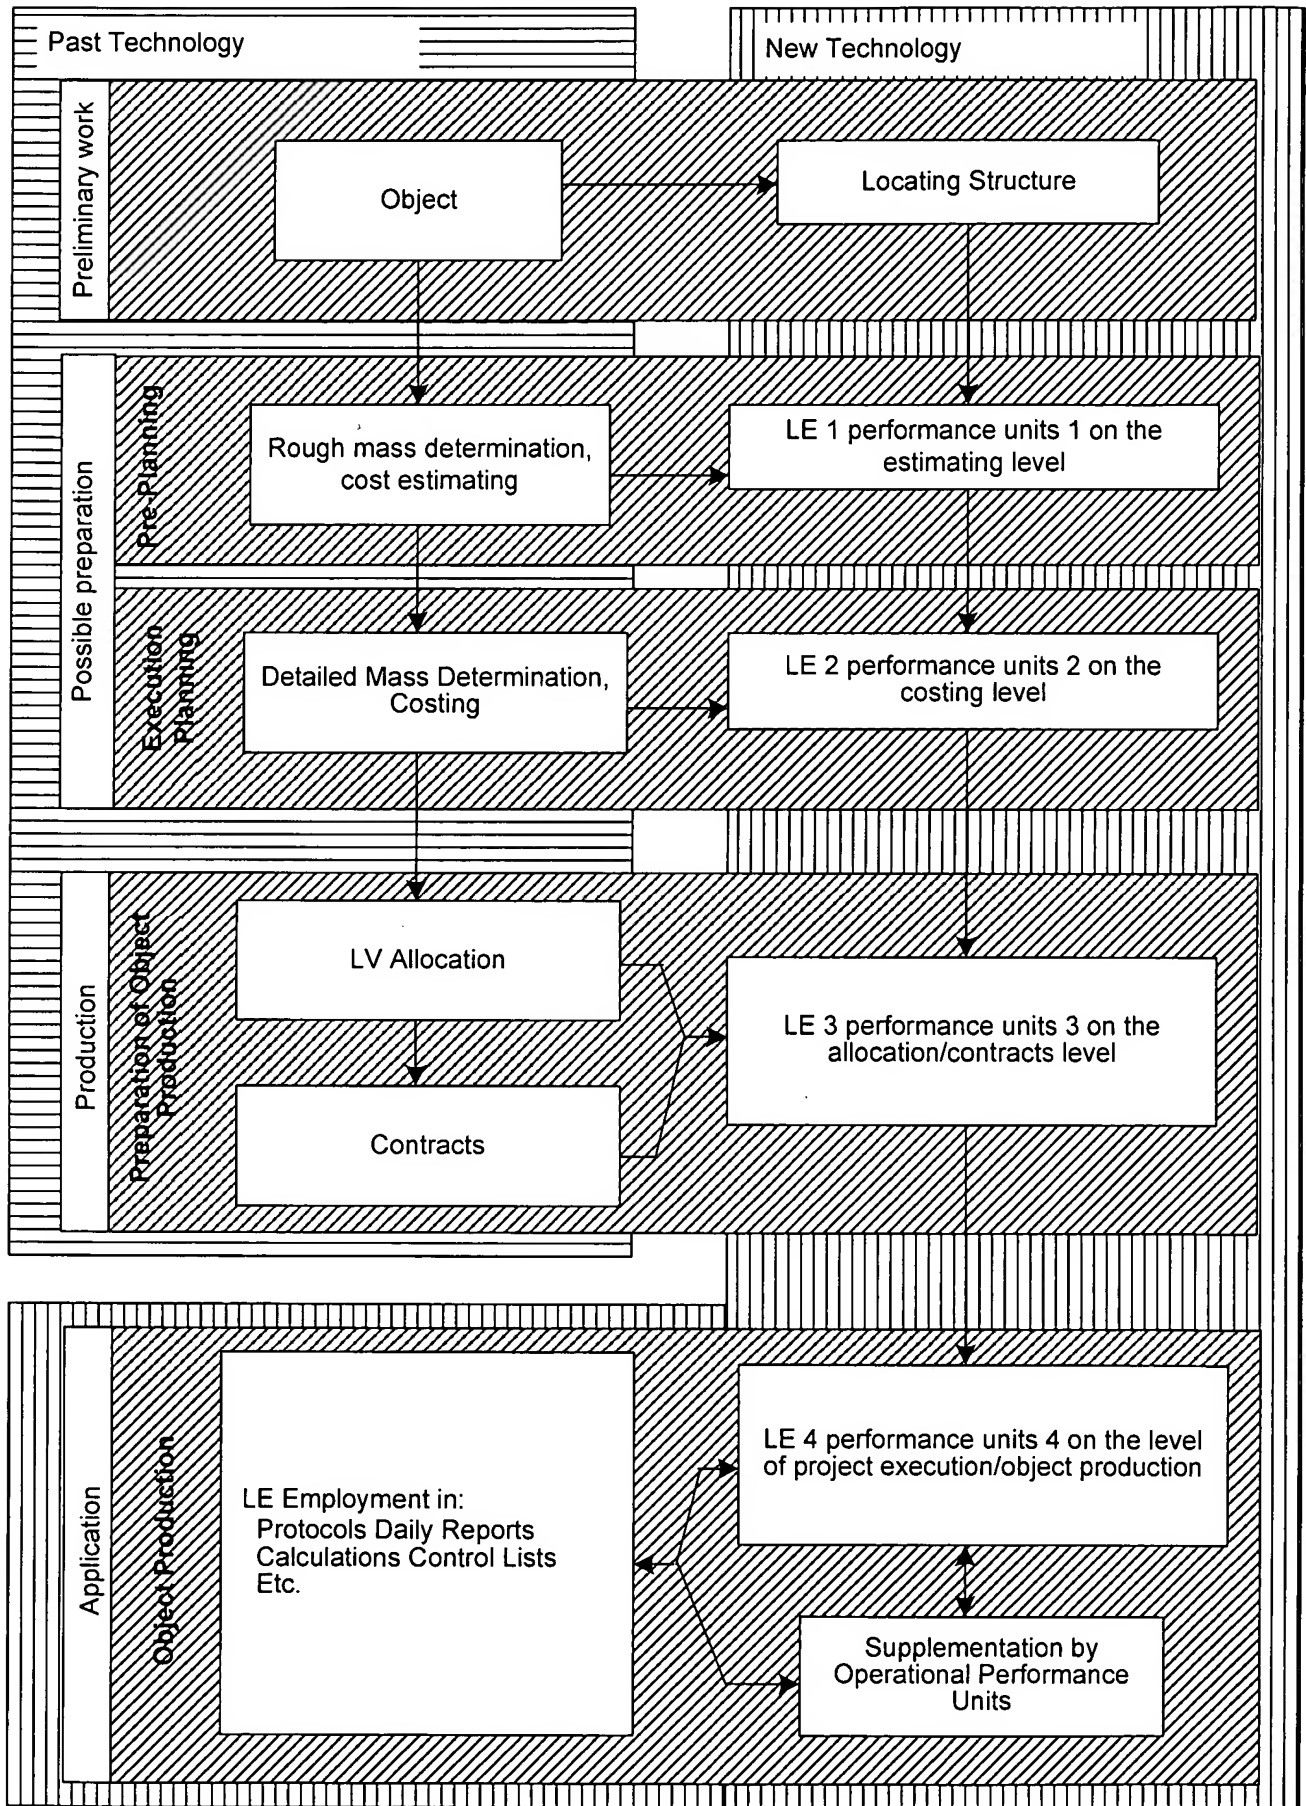 Past Technology
New Technology
Preliminary work
Object
Locating Structure
Possible preparation
Pre-Planning
Rough mass determination,
cost estimating
LE 1 performance units 1 on the
estimating level
Execution
Planning
Detailed Mass Determination,
Costing
LE 2 performance units 2 on the
costing level
Production
Preparation of Object
Production
LV Allocation
Contracts
LE 3 performance units 3 on the
allocation/contracts level
Application
Object Production
LE Employment in:
Protocols Daily Reports
Calculations Control Lists
Etc.
LE 4 performance units 4 on the level
of project execution/object production
Supplementation by
Operational Performance
Units